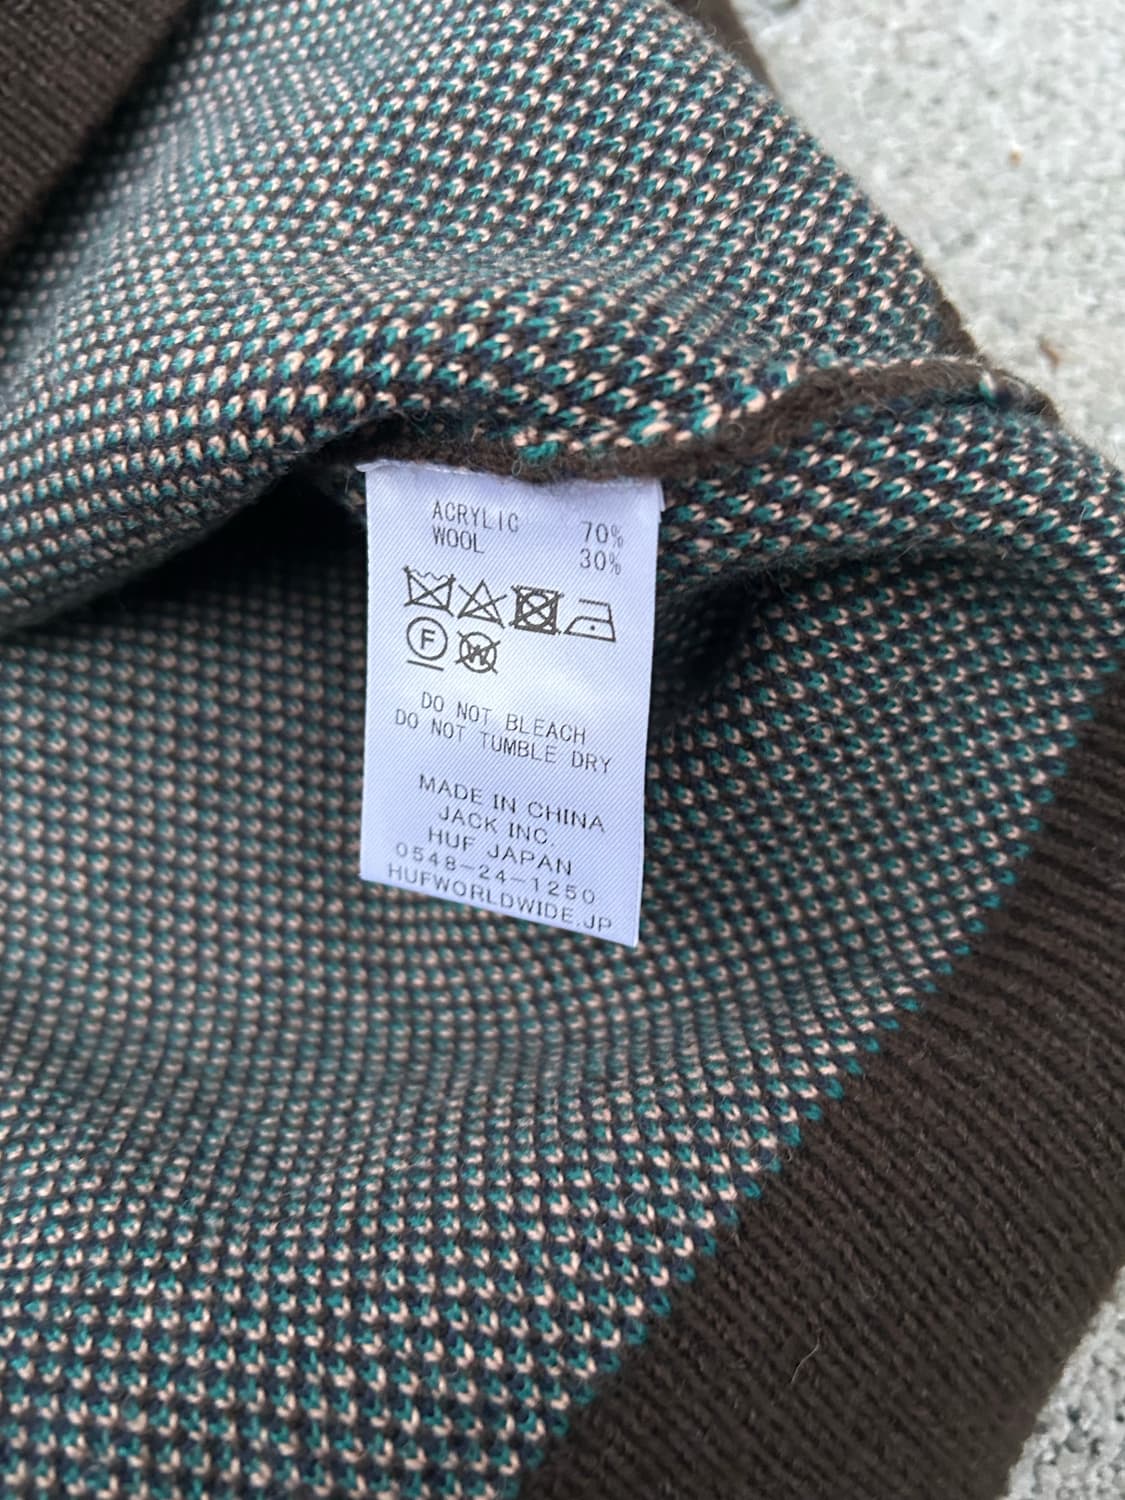 ACRYLIC 70%
WOOL 30%
F W
DO NOT BLEACH
DO NOT TUMBLE DRY
MADE IN CHINA
JACK INC.
HUF JAPAN
0548-24-1250
HUFWORLDWIDE.JP